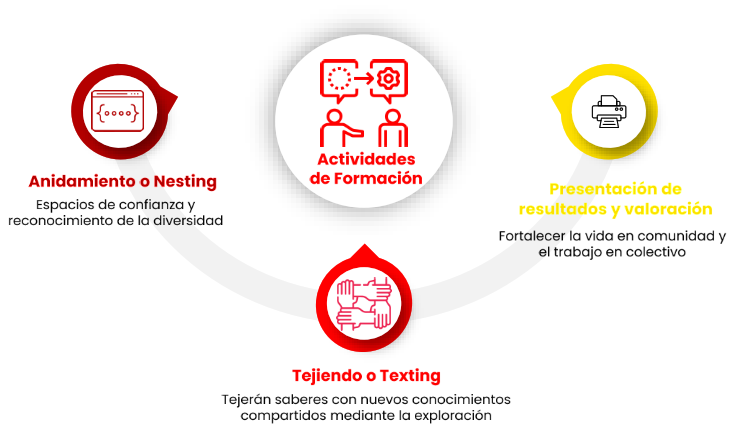 Actividades
de Formación
Anidamiento o Nesting
Espacios de confianza y
reconocimiento de la diversidad
Tejiendo o Texting
Tejerán saberes con nuevos conocimientos
compartidos mediante la exploración
Presentación de
resultados y valoración
Fortalecer la vida en comunidad y
el trabajo en colectivo